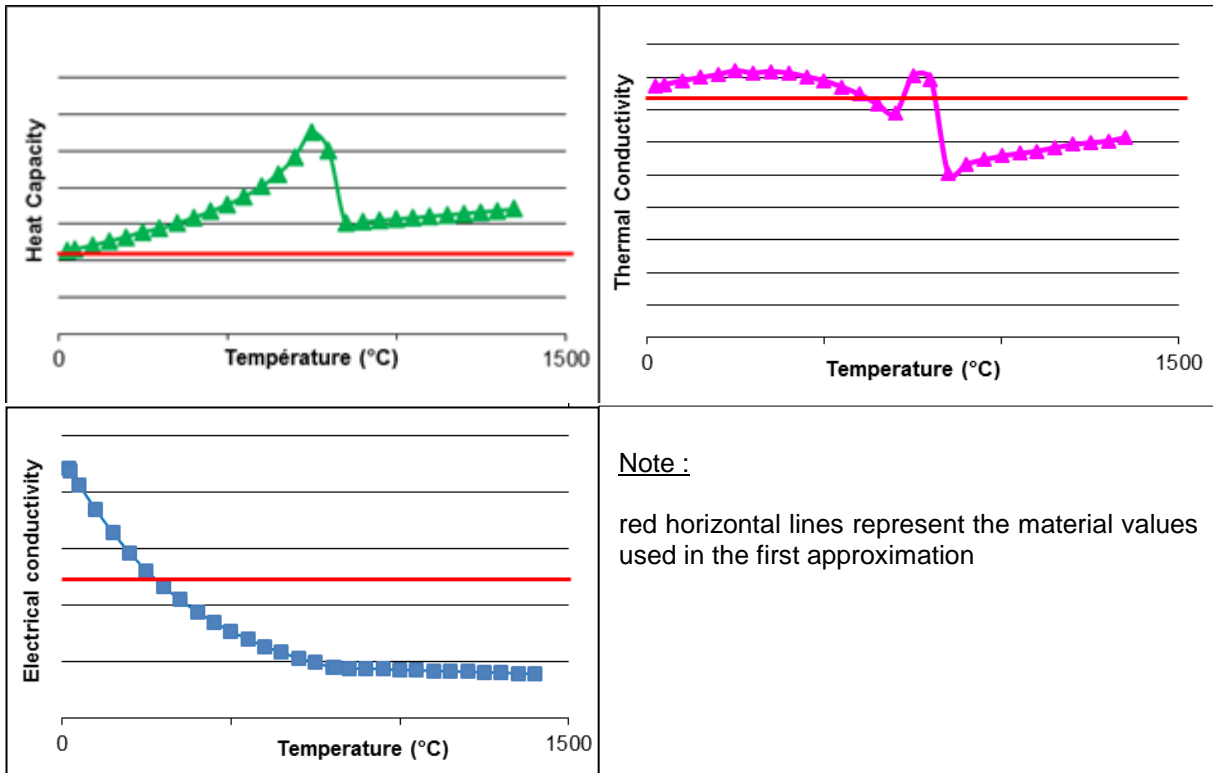 Heat Capacity
0
Température (°C)
1500
Thermal Conductivity
0
Temperature (°C)
1500
Electrical conductivity
0
Temperature (°C)
1500
Note :
red horizontal lines represent the material values
used in the first approximation